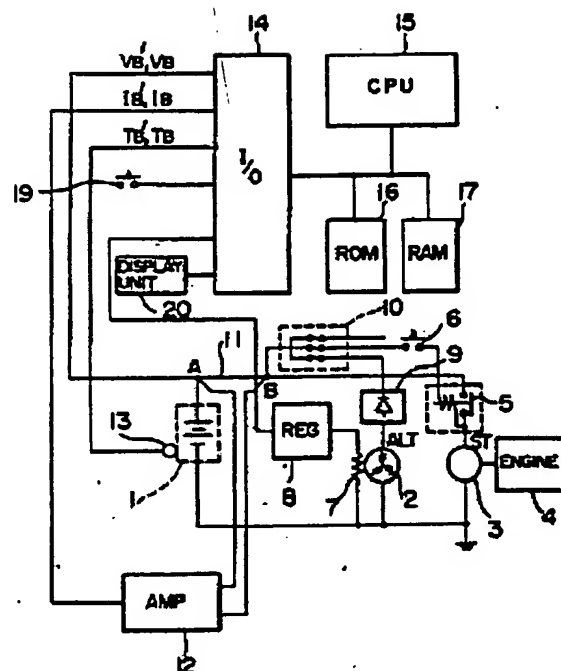 14
15
VB', VB
IB', IB
TB', TB
I/O
CPU
19
16
17
ROM
RAM
DISPLAY
UNIT
20
10
6
11
9
A
B
5
13
REG
ALT
ST
ENGINE
1
8
7
2
3
4
AMP
12